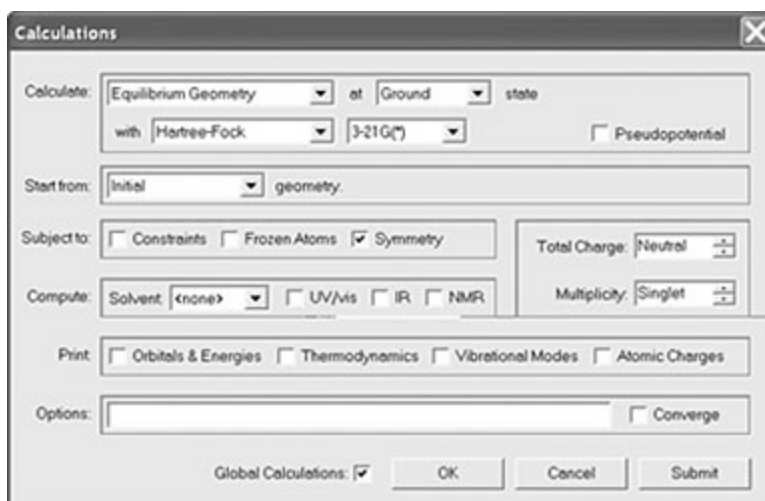 Calculations
Calculate: Equilibrium Geometry at Ground state
with Hartree-Fock 3-21G(*) Pseudopotential
Start from: Initial geometry.
Subject to: Constraints Frozen Atoms Symmetry
Total Charge: Neutral
Compute: Solvent: <none> UV/vis IR NMR
Multiplicity: Singlet
Print Orbitals & Energies Thermodynamics Vibrational Modes Atomic Charges
Options: Converge
Global Calculations: OK Cancel Submit